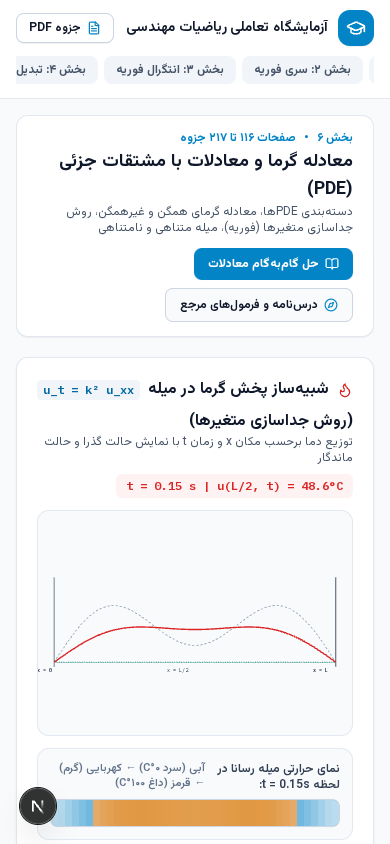 آزمایشگاه تعاملی ریاضیات مهندسی
جزوه PDF
بخش ۲: سری فوریه
بخش ۳: انتگرال فوریه
بخش ۴: تبدیل
بخش ۶ • صفحات ۱۱۶ تا ۲۱۷ جزوه
معادله گرما و معادلات با مشتقات جزئی
(PDE)
دسته‌بندی PDEها، معادله گرمای همگن و غیرهمگن، روش
جداسازی متغیرها (فوریه)، میله متناهی و نامتناهی
حل گام‌به‌گام معادلات
درس‌نامه و فرمول‌های مرجع
شبیه‌ساز پخش گرما در میله u_t = k² u_xx
(روش جداسازی متغیرها)
توزیع دما برحسب مکان x و زمان t با نمایش حالت گذرا و حالت
ماندگار
t = 0.15 s | u(L/2, t) = 48.6°C
x = 0
x = L/2
x = L
نمای حرارتی میله رسانا در
لحظه t = 0.15s:
آبی (سرد ۰°C) ← کهربایی (گرم)
← قرمز (داغ ۱۰۰°C)
N